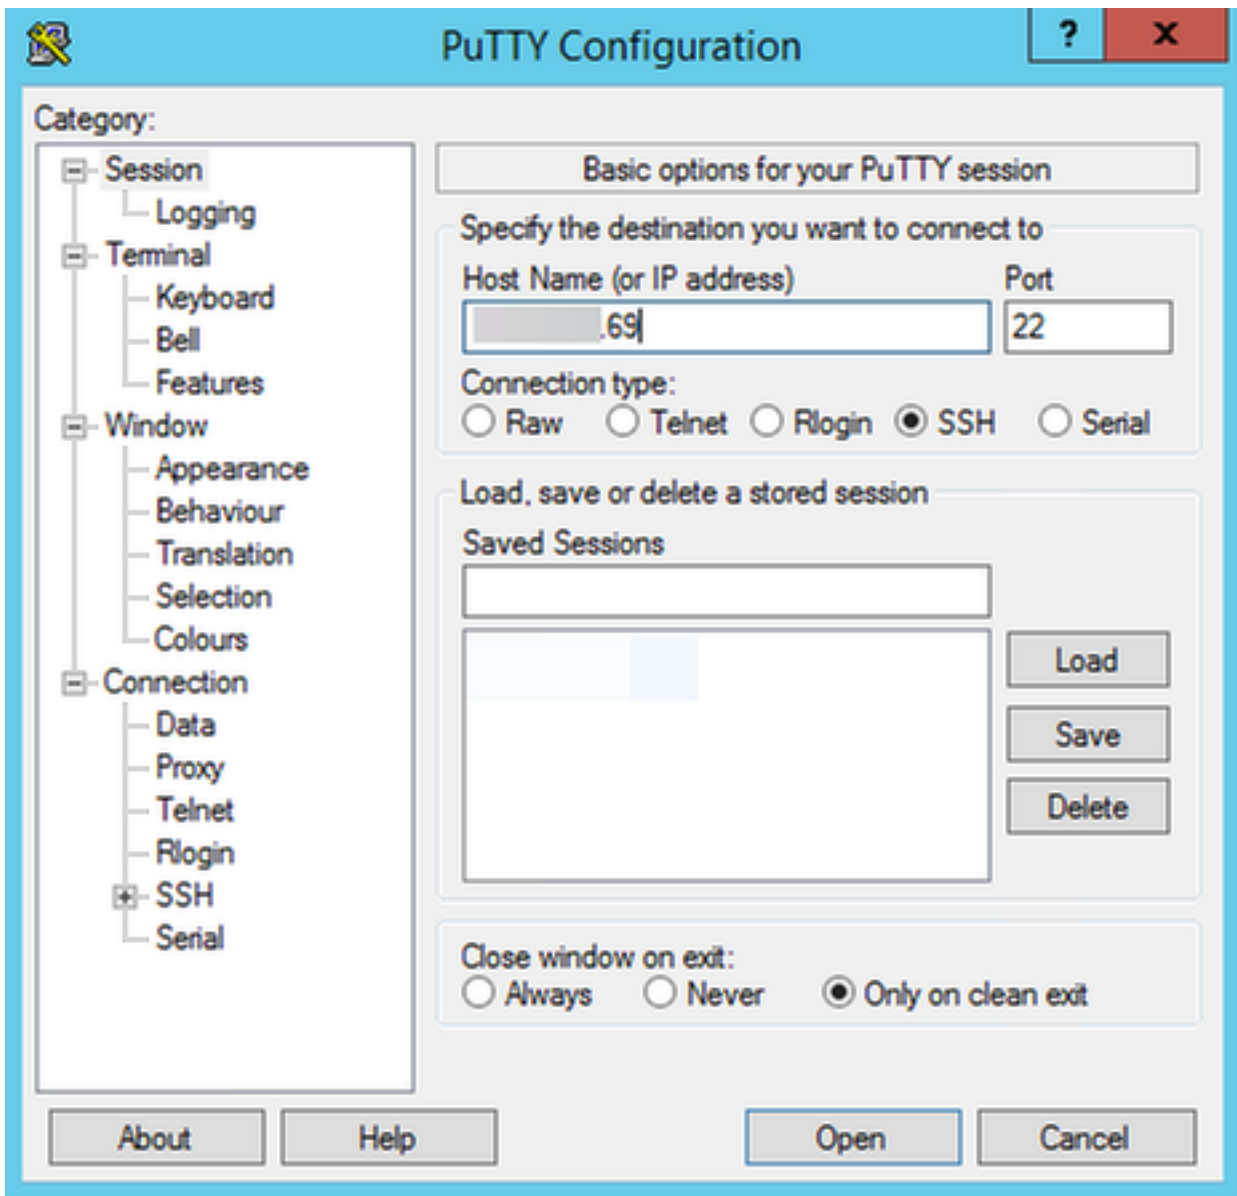 PuTTY Configuration
?
x
Category:
Session
Logging
Terminal
Keyboard
Bell
Features
Window
Appearance
Behaviour
Translation
Selection
Colours
Connection
Data
Proxy
Telnet
Rlogin
SSH
Serial
Basic options for your PuTTY session
Specify the destination you want to connect to
Host Name (or IP address) Port
.69 22
Connection type:
Raw Telnet Rlogin SSH Serial
Load, save or delete a stored session
Saved Sessions
Load
Save
Delete
Close window on exit:
Always Never Only on clean exit
About Help Open Cancel